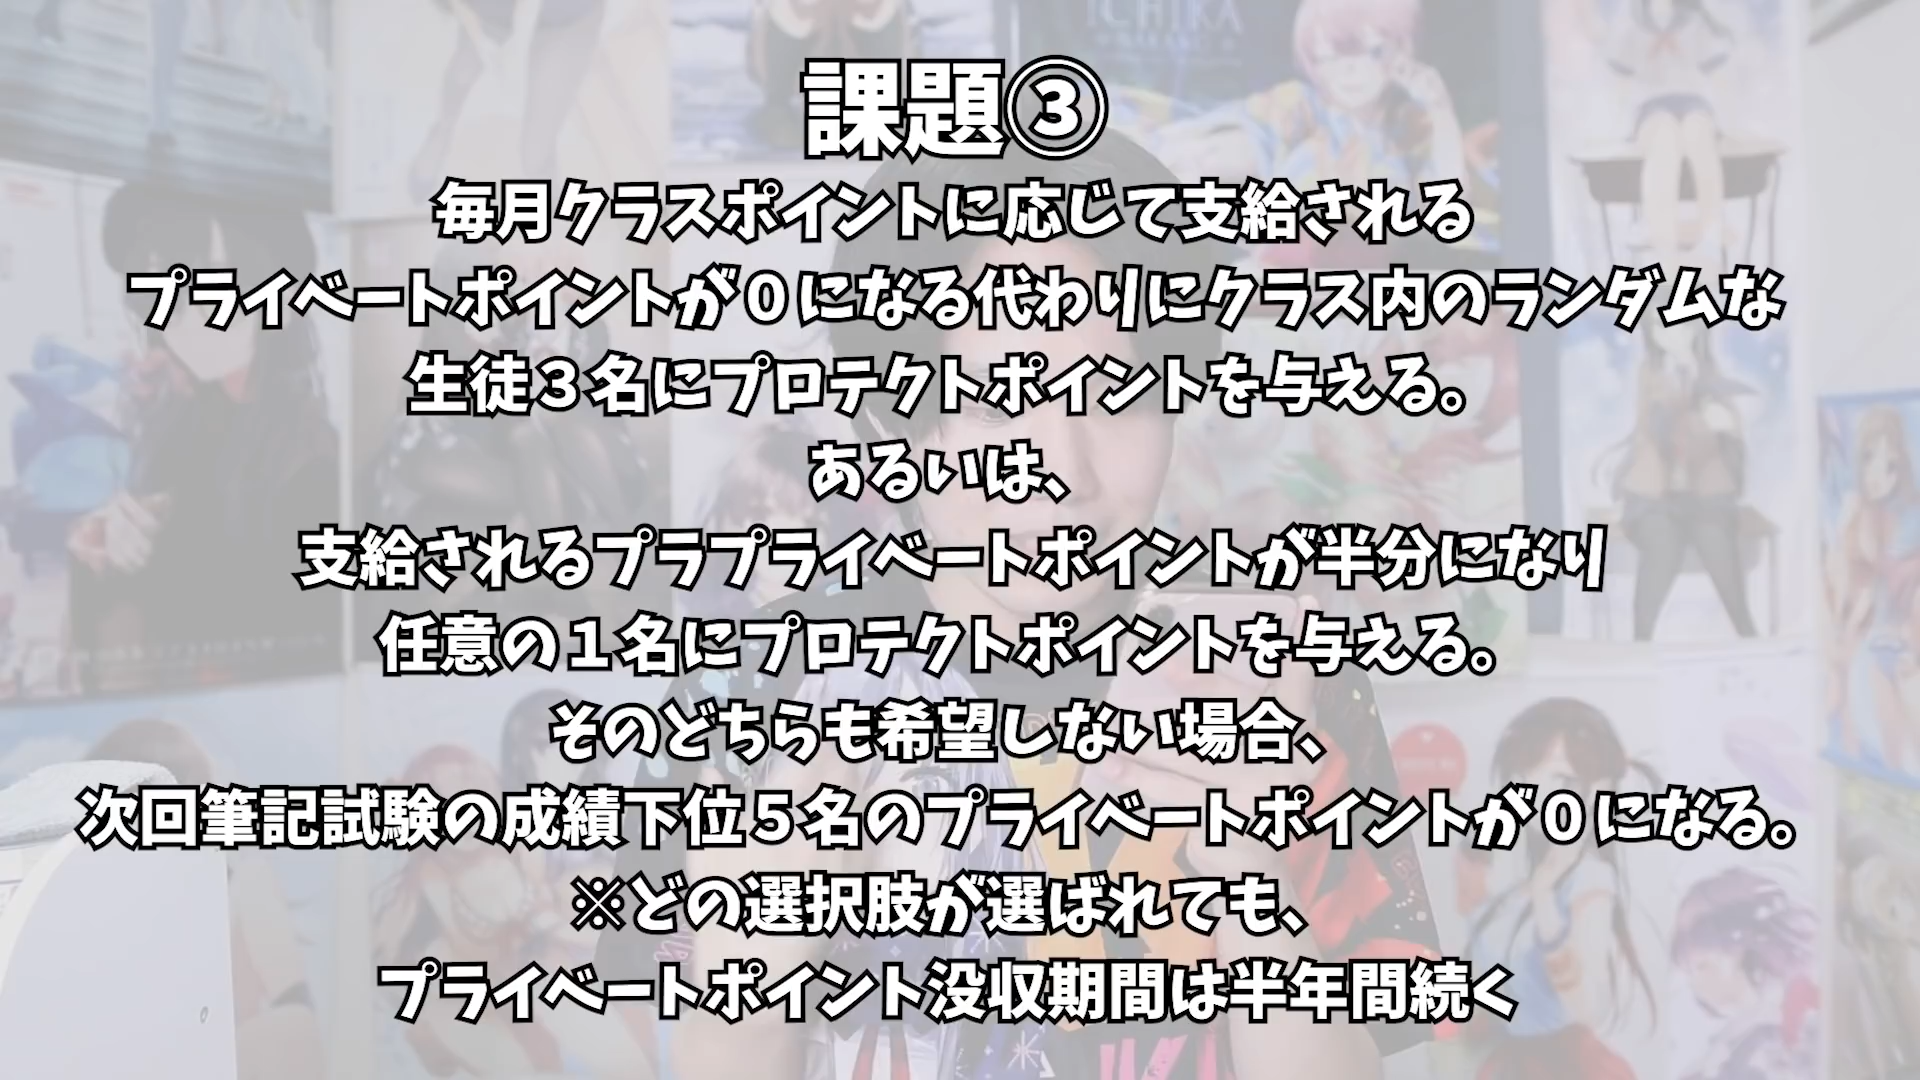 ICHIKA
課題③
毎月クラスポイントに応じて支給される
プライベートポイントが０になる代わりにクラス内のランダムな
生徒３名にプロテクトポイントを与える。
あるいは、
支給されるプラプライベートポイントが半分になり
任意の１名にプロテクトポイントを与える。
そのどちらも希望しない場合、
次回筆記試験の成績下位５名のプライベートポイントが０になる。
※どの選択肢が選ばれても、
プライベートポイント没収期間は半年間続く